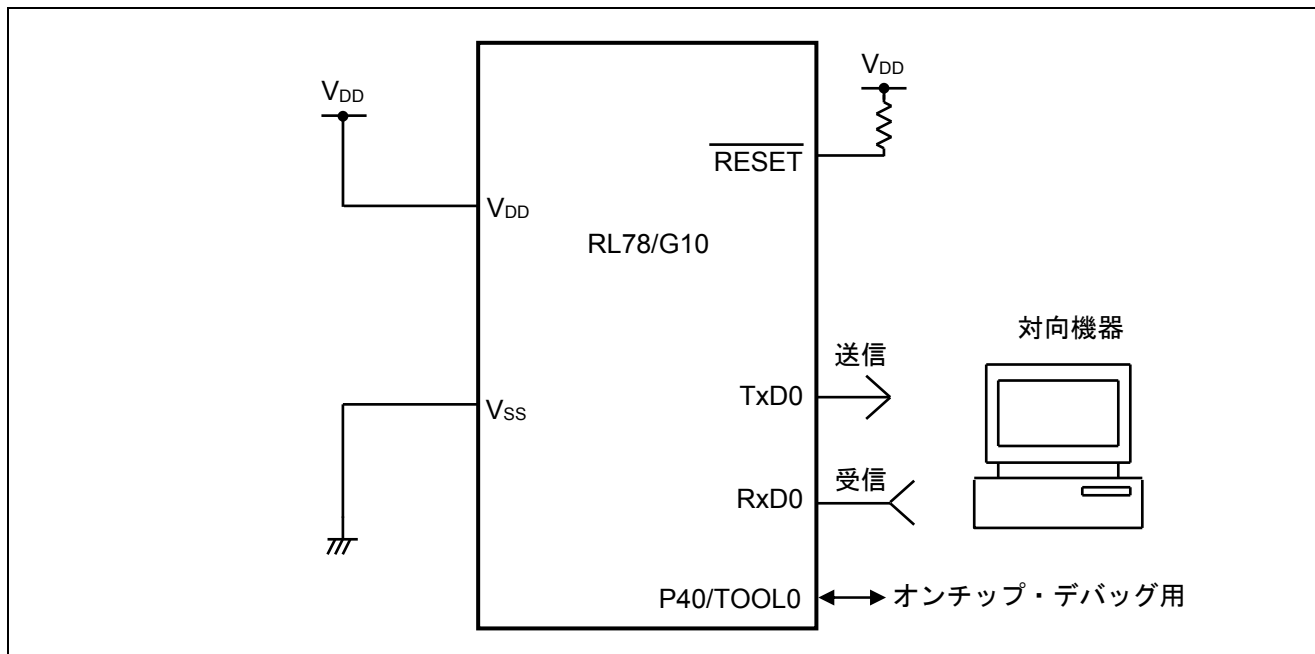 VDD
VDD
RESET
VDD
RL78/G10
対向機器
送信
TxD0
VSS
受信
RxD0
P40/TOOL0
オンチップ・デバッグ用